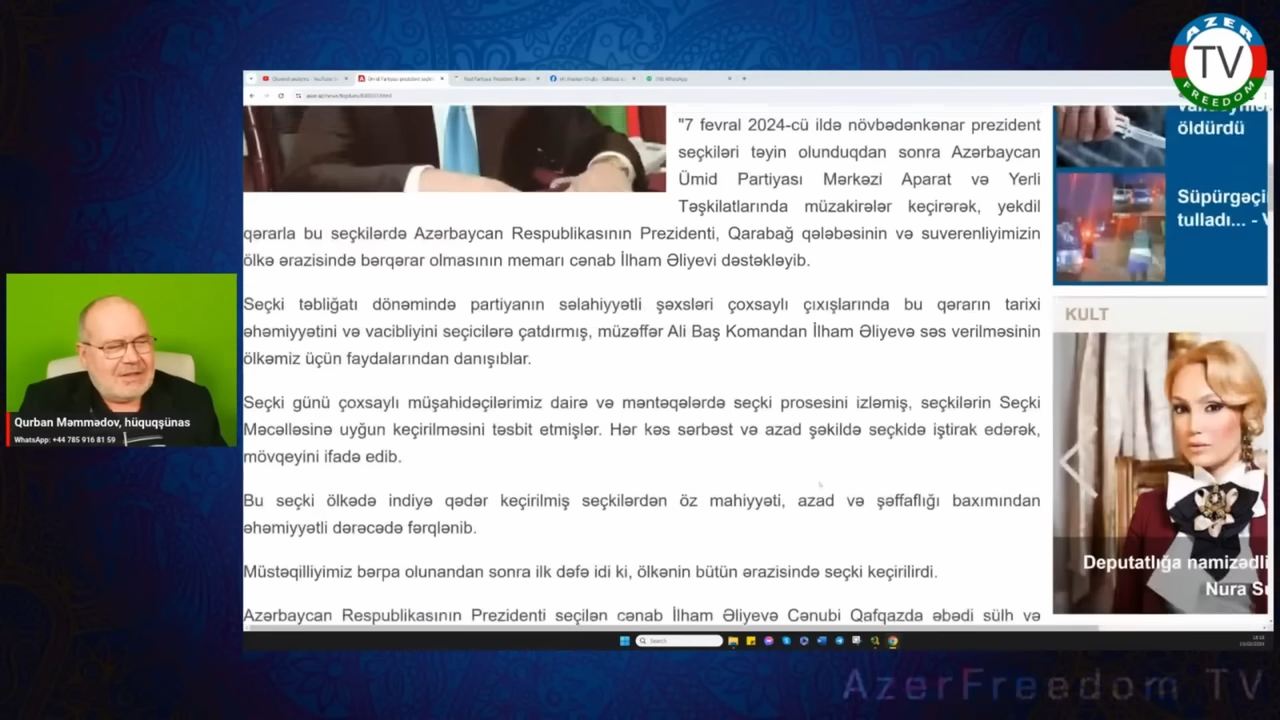 AZER
TV
FREEDOM
"7 fevral 2024-cü ildə növbədənkənar prezident
seçkiləri təyin olunduqdan sonra Azərbaycan
Ümid Partiyası Mərkəzi Aparat və Yerli
Təşkilatlarında müzakirələr keçirərək, yekdil
qərarla bu seçkilərdə Azərbaycan Respublikasının Prezidenti, Qarabağ qələbəsinin və suverenliyimizin
ölkə ərazisində bərqərar olmasının memarı cənab İlham Əliyevi dəstəkləyib.
Seçki təbliğatı dönəmində partiyanın səlahiyyətli şəxsləri çoxsaylı çıxışlarında bu qərarın tarixi
əhəmiyyətini və vacibliyini seçicilərə çatdırmış, müzəffər Ali Baş Komandan İlham Əliyevə səs verilməsinin
ölkəmiz üçün faydalarından danışıblar.
Seçki günü çoxsaylı müşahidəçilərimiz dairə və məntəqələrdə seçki prosesini izləmiş, seçkilərin Seçki
Məcəlləsinə uyğun keçirilməsini təsbit etmişlər. Hər kəs sərbəst və azad şəkildə seçkidə iştirak edərək,
mövqeyini ifadə edib.
Bu seçki ölkədə indiyə qədər keçirilmiş seçkilərdən öz mahiyyəti, azad və şəffaflığı baxımından
əhəmiyyətli dərəcədə fərqlənib.
Müstəqilliyimiz bərpa olunandan sonra ilk dəfə idi ki, ölkənin bütün ərazisində seçki keçirilirdi.
Azərbaycan Respublikasının Prezidenti seçilən cənab İlham Əliyevə Cənubi Qafqazda əbədi sülh və
öldürdü
Süpürgəçi
tulladı... - V
KULT
Deputatlığa namizədli
Nura Su
Qurban Məmmədov, hüquqşünas
WhatsApp: +44 785 916 81 59
Search
AzerFreedom TV